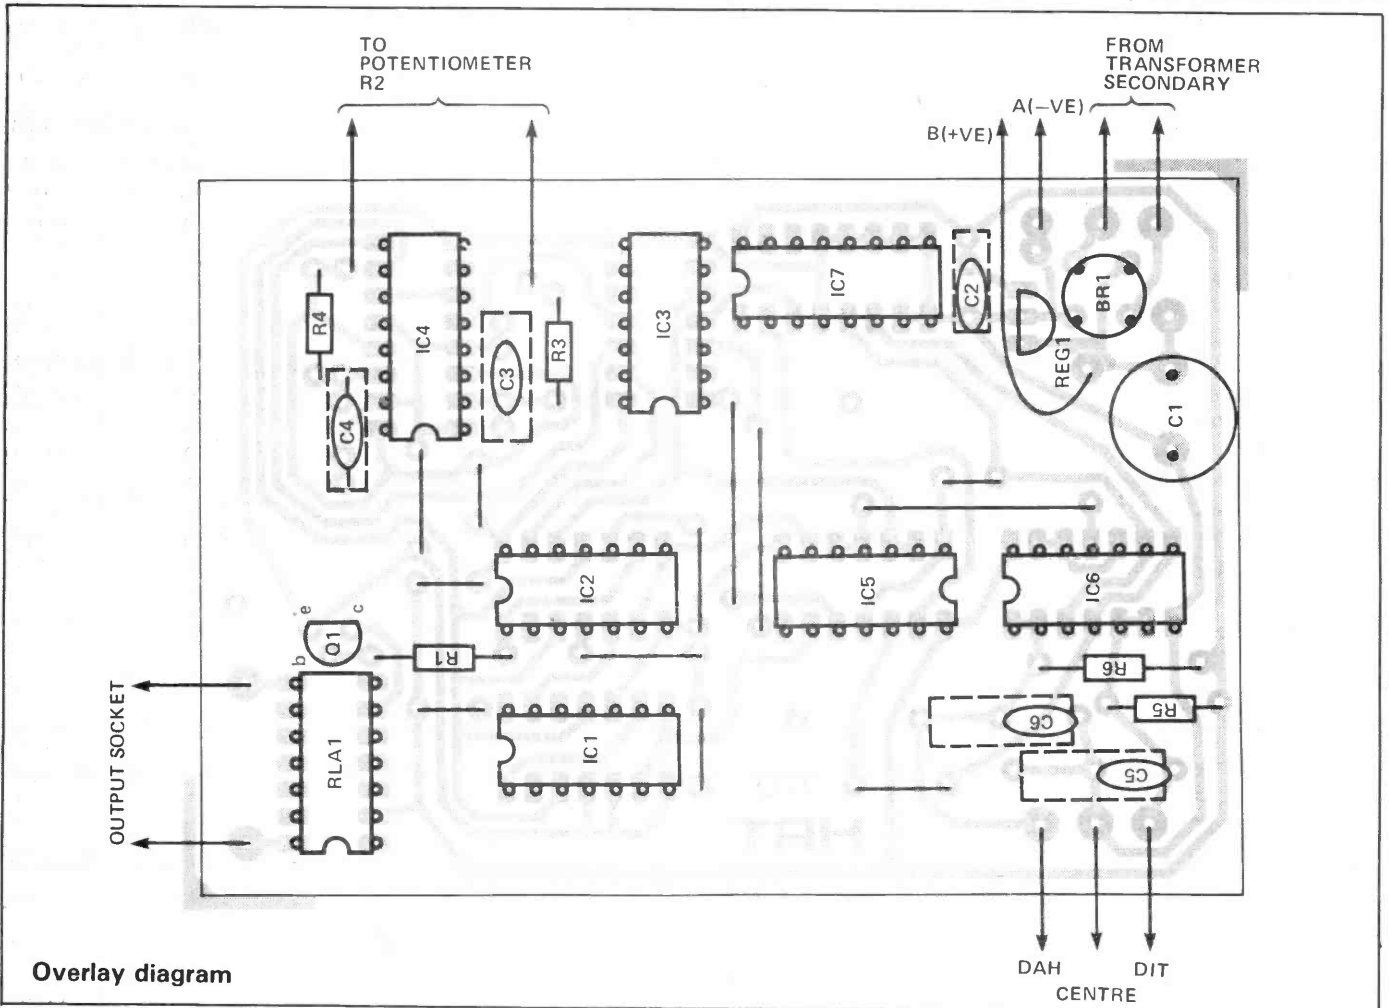 TO
POTENTIOMETER
R2
FROM
TRANSFORMER
SECONDARY
A(−VE)
B(+VE)
IC4
IC3
IC7
C2
BR1
REG1
C1
R4
C3
R3
C4
IC2
IC5
IC6
e
c
b
Q1
R1
R6
R5
C6
C5
OUTPUT SOCKET
RLA1
IC1
DAH
DIT
CENTRE
Overlay diagram